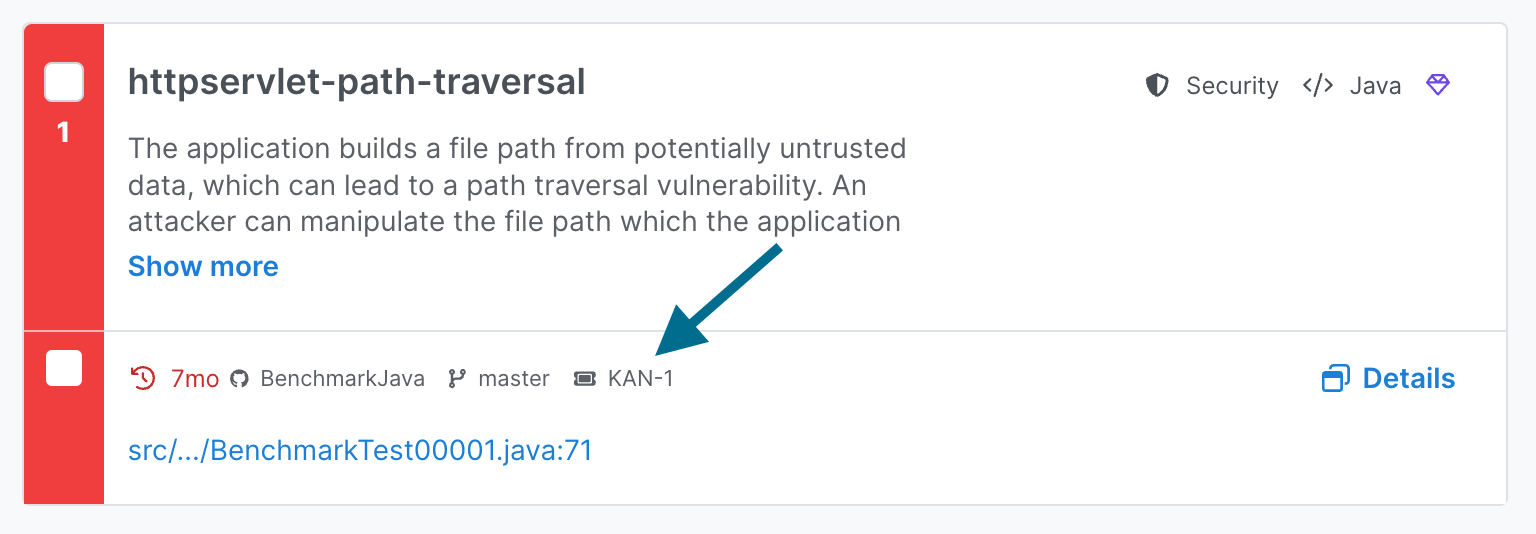 httpservlet-path-traversal
Security Java
1
The application builds a file path from potentially untrusted
data, which can lead to a path traversal vulnerability. An
attacker can manipulate the file path which the application
Show more
7mo BenchmarkJava master KAN-1
Details
src/.../BenchmarkTest00001.java:71